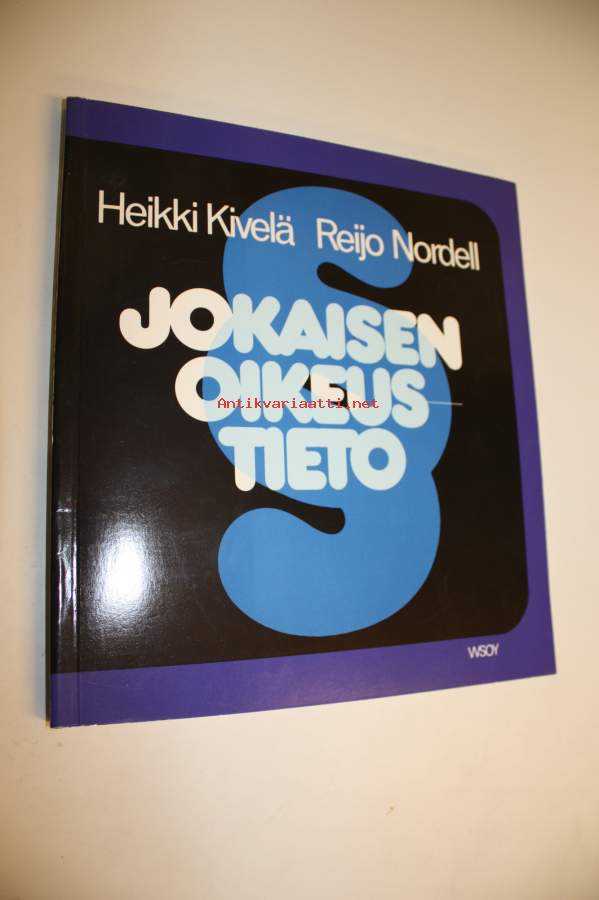 Heikki Kivelä Reijo Nordell
JOKAISEN
OIKEUS-
Antikvariaatti.net
TIETO
§
WSOY